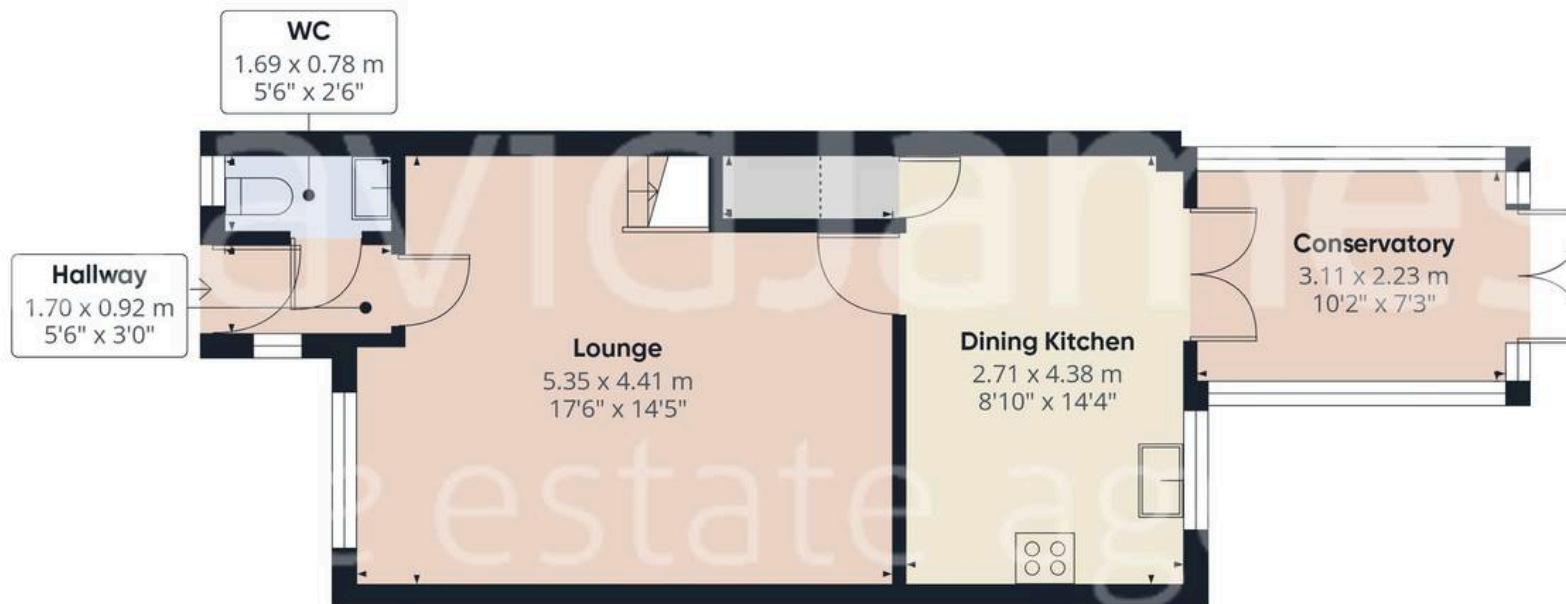 WC
1.69 x 0.78 m
5'6" x 2'6"
Hallway
1.70 x 0.92 m
5'6" x 3'0"
Lounge
5.35 x 4.41 m
17'6" x 14'5"
Dining Kitchen
2.71 x 4.38 m
8'10" x 14'4"
Conservatory
3.11 x 2.23 m
10'2" x 7'3"
avidJames
e estate age